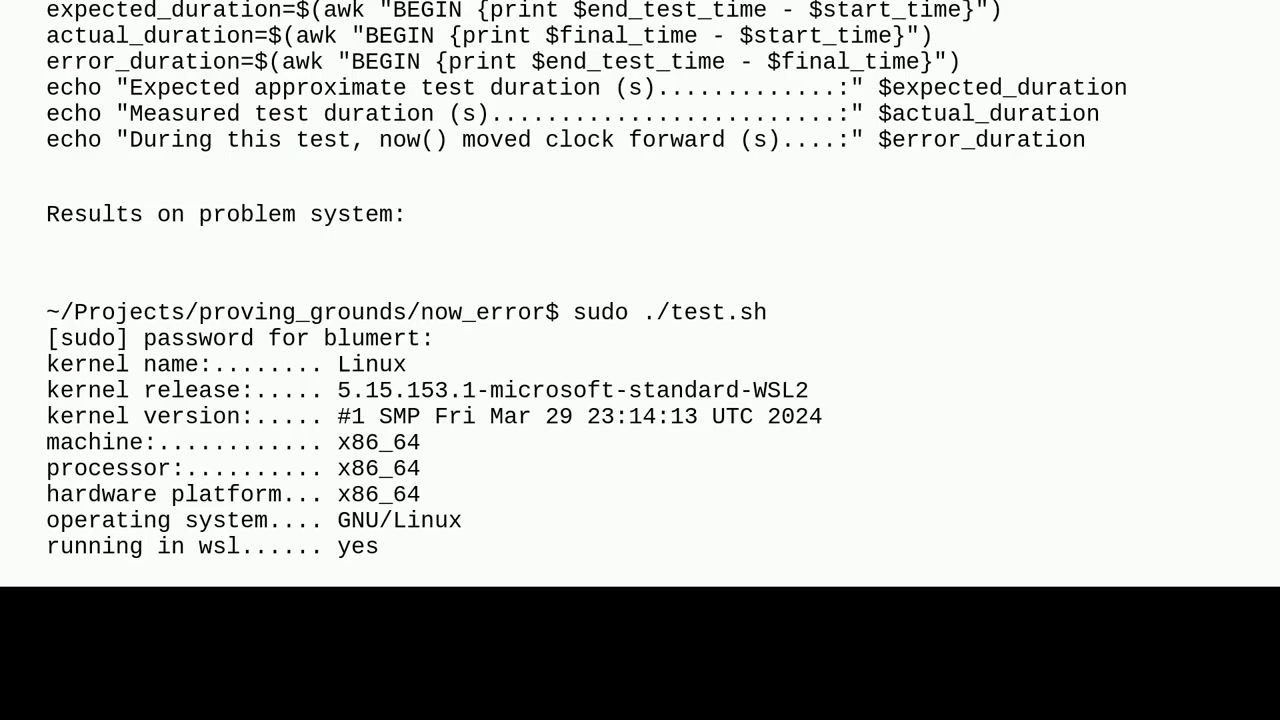 expected_duration=$(awk "BEGIN {print $end_test_time - $start_time}")
actual_duration=$(awk "BEGIN {print $final_time - $start_time}")
error_duration=$(awk "BEGIN {print $end_test_time - $final_time}")
echo "Expected approximate test duration (s).............:" $expected_duration
echo "Measured test duration (s).........................:" $actual_duration
echo "During this test, now() moved clock forward (s)....:" $error_duration
Results on problem system:
~/Projects/proving_grounds/now_error$ sudo ./test.sh
[sudo] password for blumert:
kernel name:........ Linux
kernel release:..... 5.15.153.1-microsoft-standard-WSL2
kernel version:..... #1 SMP Fri Mar 29 23:14:13 UTC 2024
machine:............ x86_64
processor:.......... x86_64
hardware platform... x86_64
operating system.... GNU/Linux
running in wsl...... yes